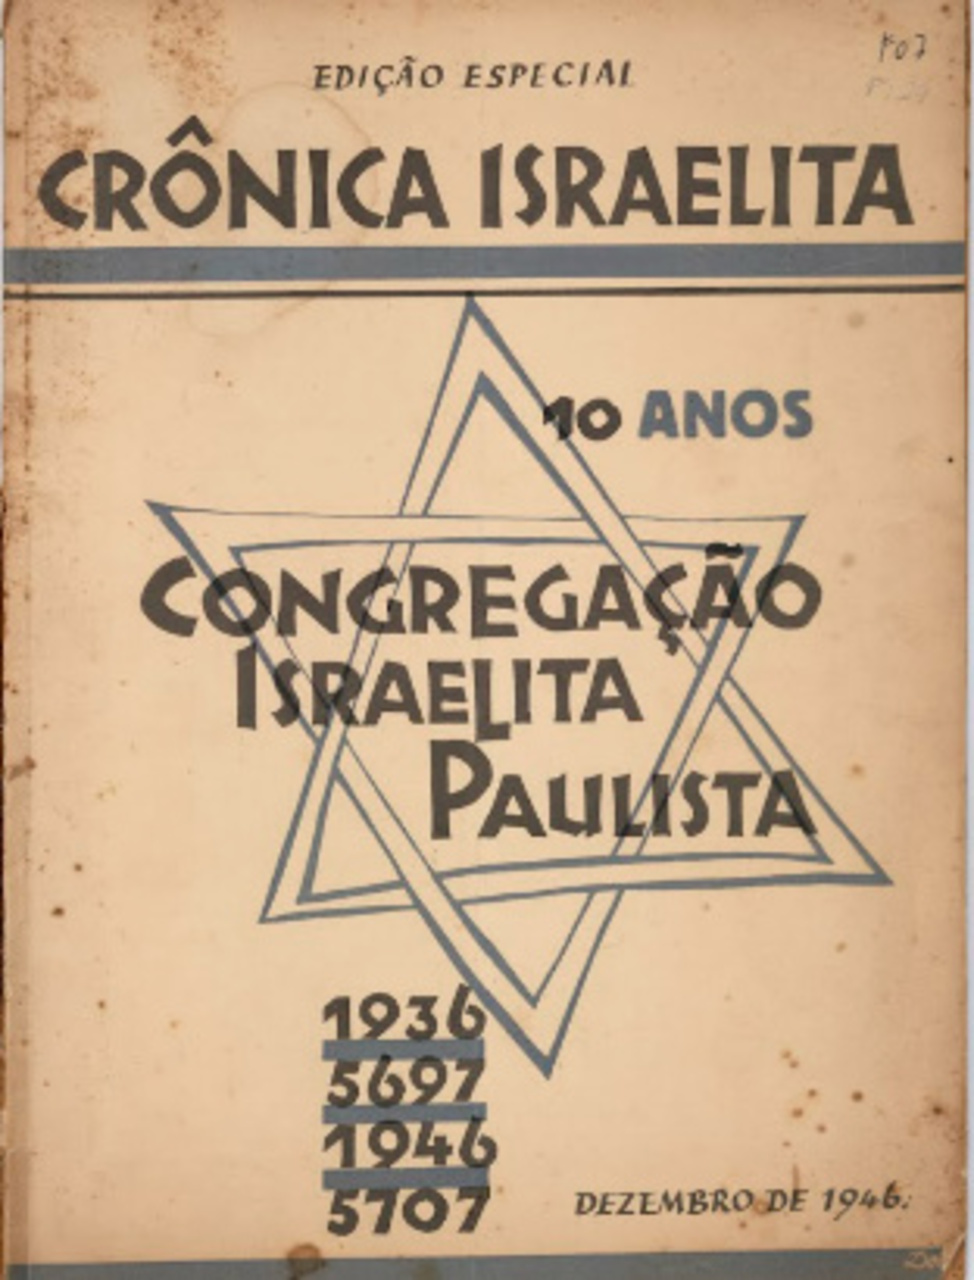 EDIÇÃO ESPECIAL
CRÔNICA ISRAELITA
10 ANOS
CONGREGAÇÃO
ISRAELITA
PAULISTA
1936
5697
1946
5707
DEZEMBRO DE 1946.